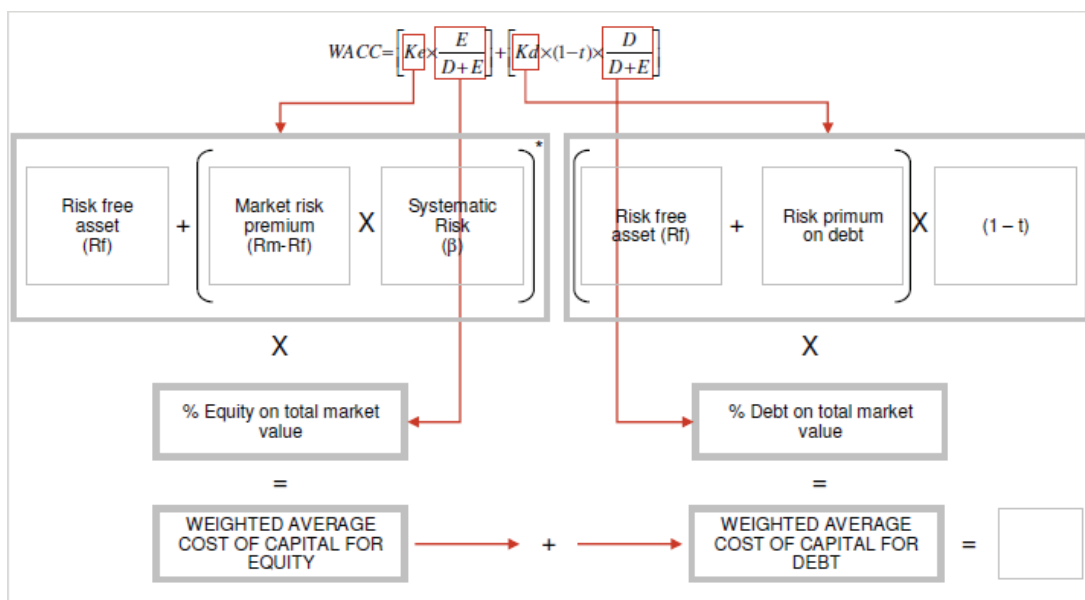 WACC=[Ke×E/(D+E)]+[Kd×(1−t)×D/(D+E)]
*
Risk free
asset
(Rf)
+
Market risk
premium
(Rm-Rf)
X
Systematic
Risk
(β)
Risk free
asset (Rf)
+
Risk primum
on debt
X
(1 – t)
X
X
% Equity on total market
value
% Debt on total market
value
=
=
WEIGHTED AVERAGE
COST OF CAPITAL FOR
EQUITY
+
WEIGHTED AVERAGE
COST OF CAPITAL FOR
DEBT
=